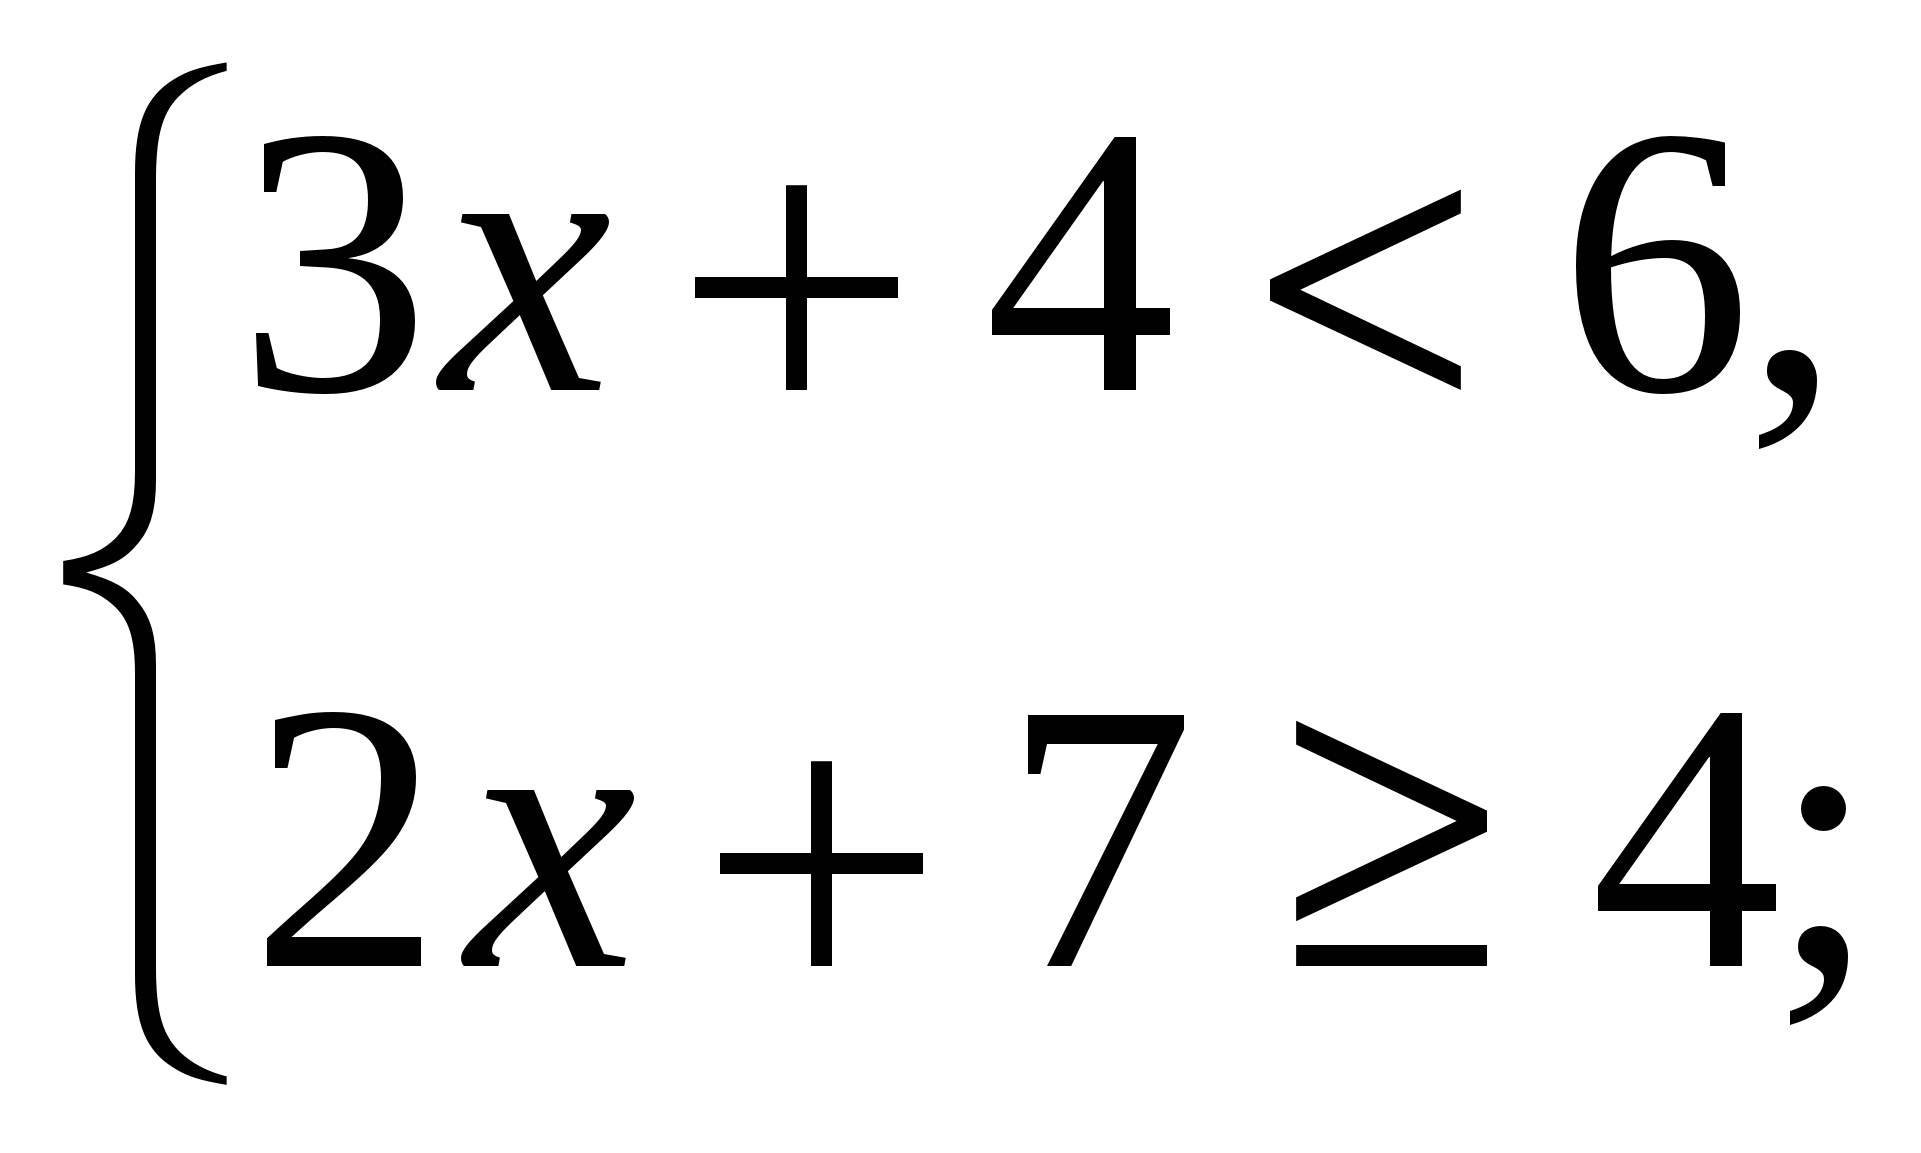 3x + 4 < 6,
2x + 7 ≥ 4;